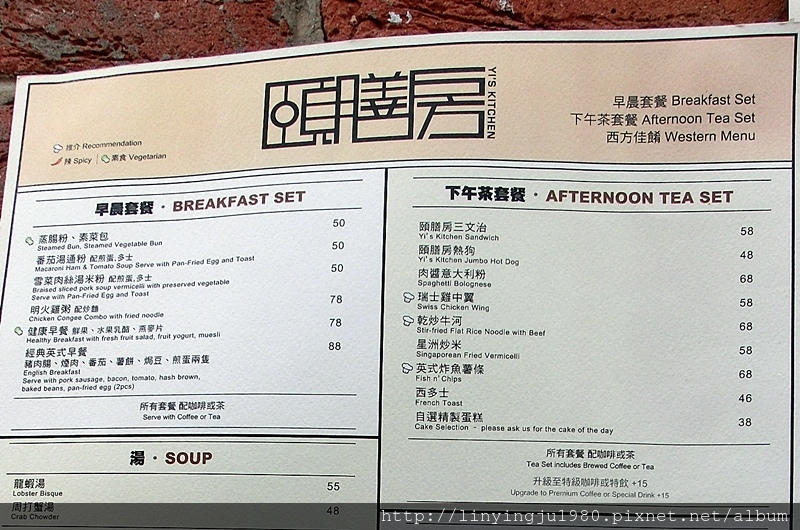 頤膳房
YI'S KITCHEN
早晨套餐 Breakfast Set
下午茶套餐 Afternoon Tea Set
西方佳餚 Western Menu
推介 Recommendation
辣 Spicy | 素食 Vegetarian
早晨套餐・BREAKFAST SET
蒸腸粉、素菜包 50
Steamed Bun, Steamed Vegetable Bun
番茄湯通粉 配煎蛋,多士 50
Macaroni Ham & Tomato Soup Serve with Pan-Fried Egg and Toast
雪菜肉絲湯米粉 配煎蛋,多士 50
Braised sliced pork soup vermicelli with preserved vegetable
Serve with Pan-Fried Egg and Toast
明火雞粥 配炒麵 78
Chicken Congee Combo with fried noodle
健康早餐 鮮果、水果乳酪、燕麥片 78
Healthy Breakfast with fresh fruit salad, fruit yogurt, muesli
經典英式早餐 88
豬肉腸、煙肉、番茄、薯餅、焗豆、煎蛋兩隻
English Breakfast
Serve with pork sausage, bacon, tomato, hash brown,
baked beans, pan-fried egg (2pcs)
所有套餐 配咖啡或茶
Serve with Coffee or Tea
湯・SOUP
龍蝦湯 55
Lobster Bisque
周打蟹湯 48
Crab Chowder
下午茶套餐・AFTERNOON TEA SET
頤膳房三文治 58
Yi's Kitchen Sandwich
頤膳房熱狗 48
Yi's Kitchen Jumbo Hot Dog
肉醬意大利粉 68
Spaghetti Bolognese
瑞士雞中翼 58
Swiss Chicken Wing
乾炒牛河 68
Stir-fried Flat Rice Noodle with Beef
星洲炒米 58
Singaporean Fried Vermicelli
英式炸魚薯條 68
Fish n' Chips
西多士 46
French Toast
自選精製蛋糕 38
Cake Selection - please ask us for the cake of the day
所有套餐 配咖啡或茶
Tea Set includes Brewed Coffee or Tea
升級至特級咖啡或特飲 +15
Upgrade to Premium Coffee or Special Drink +15
http://linyingju1980.pixnet.net/album